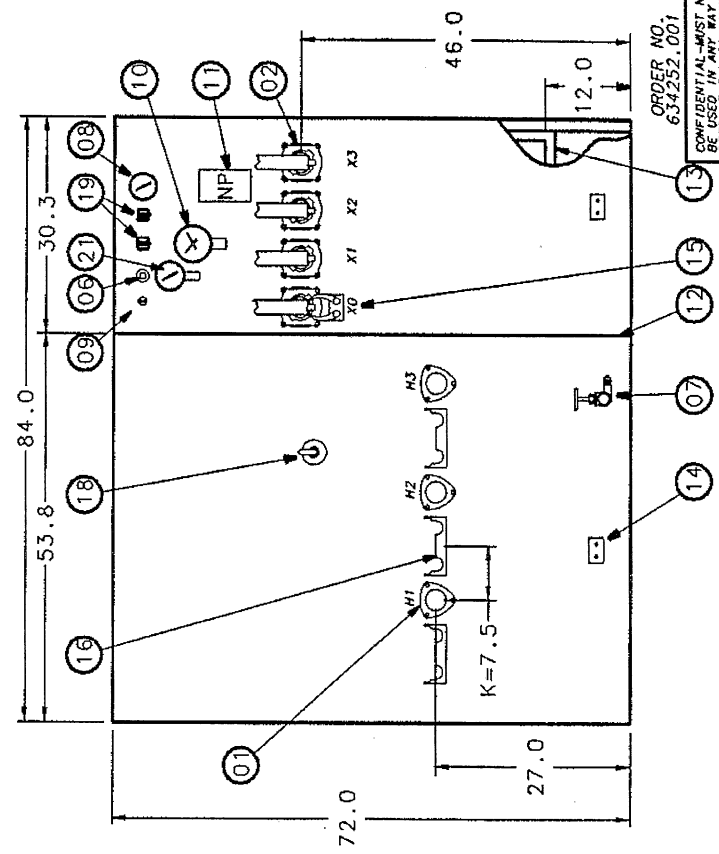 84.0
53.8
30.3
16
18
09
06
21
19
08
10
11
02
01
NP
72.0
27.0
K=7.5
H1
H2
H3
X0
X1
X2
X3
46.0
12.0
14
07
12
15
13
ORDER NO.
634252.001
CONFIDENTIAL-MUST N
BE USED IN ANY WAY